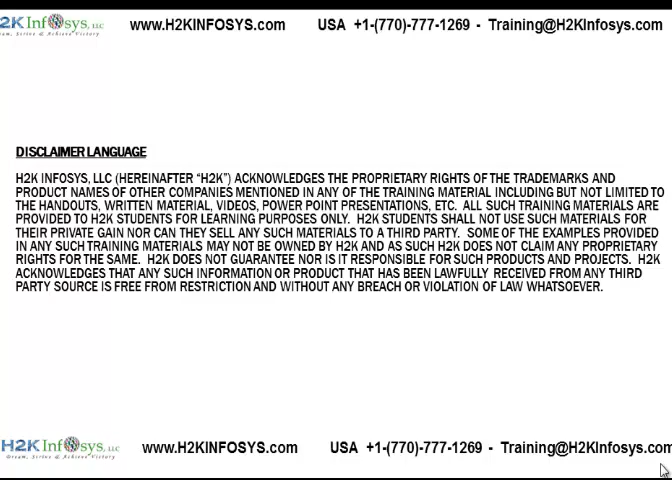 H2K Infosys, LLC www.H2KINFOSYS.com USA +1-(770)-777-1269 - Training@H2KInfosys.com
Dream, Strive & Achieve Victory
DISCLAIMER LANGUAGE
H2K INFOSYS, LLC (HEREINAFTER “H2K”) ACKNOWLEDGES THE PROPRIETARY RIGHTS OF THE TRADEMARKS AND
PRODUCT NAMES OF OTHER COMPANIES MENTIONED IN ANY OF THE TRAINING MATERIAL INCLUDING BUT NOT LIMITED TO
THE HANDOUTS, WRITTEN MATERIAL, VIDEOS, POWER POINT PRESENTATIONS, ETC. ALL SUCH TRAINING MATERIALS ARE
PROVIDED TO H2K STUDENTS FOR LEARNING PURPOSES ONLY. H2K STUDENTS SHALL NOT USE SUCH MATERIALS FOR
THEIR PRIVATE GAIN NOR CAN THEY SELL ANY SUCH MATERIALS TO A THIRD PARTY. SOME OF THE EXAMPLES PROVIDED
IN ANY SUCH TRAINING MATERIALS MAY NOT BE OWNED BY H2K AND AS SUCH H2K DOES NOT CLAIM ANY PROPRIETARY
RIGHTS FOR THE SAME. H2K DOES NOT GUARANTEE NOR IS IT RESPONSIBLE FOR SUCH PRODUCTS AND PROJECTS. H2K
ACKNOWLEDGES THAT ANY SUCH INFORMATION OR PRODUCT THAT HAS BEEN LAWFULLY RECEIVED FROM ANY THIRD
PARTY SOURCE IS FREE FROM RESTRICTION AND WITHOUT ANY BREACH OR VIOLATION OF LAW WHATSOEVER.
H2K Infosys, LLC www.H2KINFOSYS.com USA +1-(770)-777-1269 - Training@H2KInfosys.com
Dream, Strive & Achieve Victory